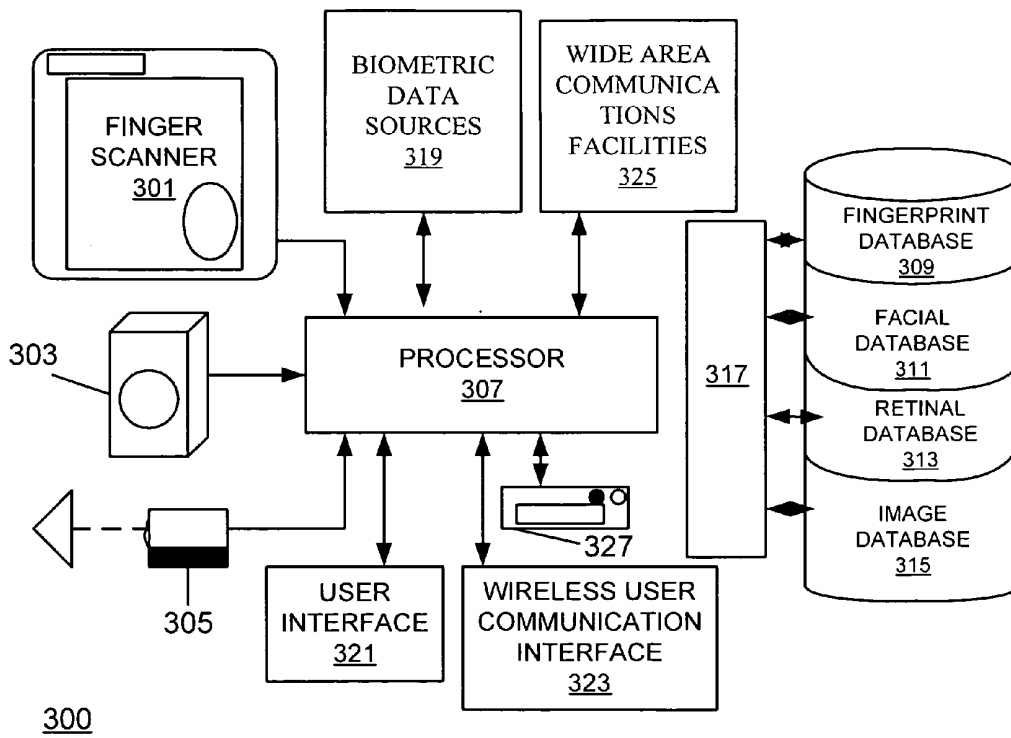 FINGER
SCANNER
301
BIOMETRIC
DATA
SOURCES
319
WIDE AREA
COMMUNICA
TIONS
FACILITIES
325
FINGERPRINT
DATABASE
309
303
PROCESSOR
307
317
FACIAL
DATABASE
311
RETINAL
DATABASE
313
305
327
IMAGE
DATABASE
315
USER
INTERFACE
321
WIRELESS USER
COMMUNICATION
INTERFACE
323
300